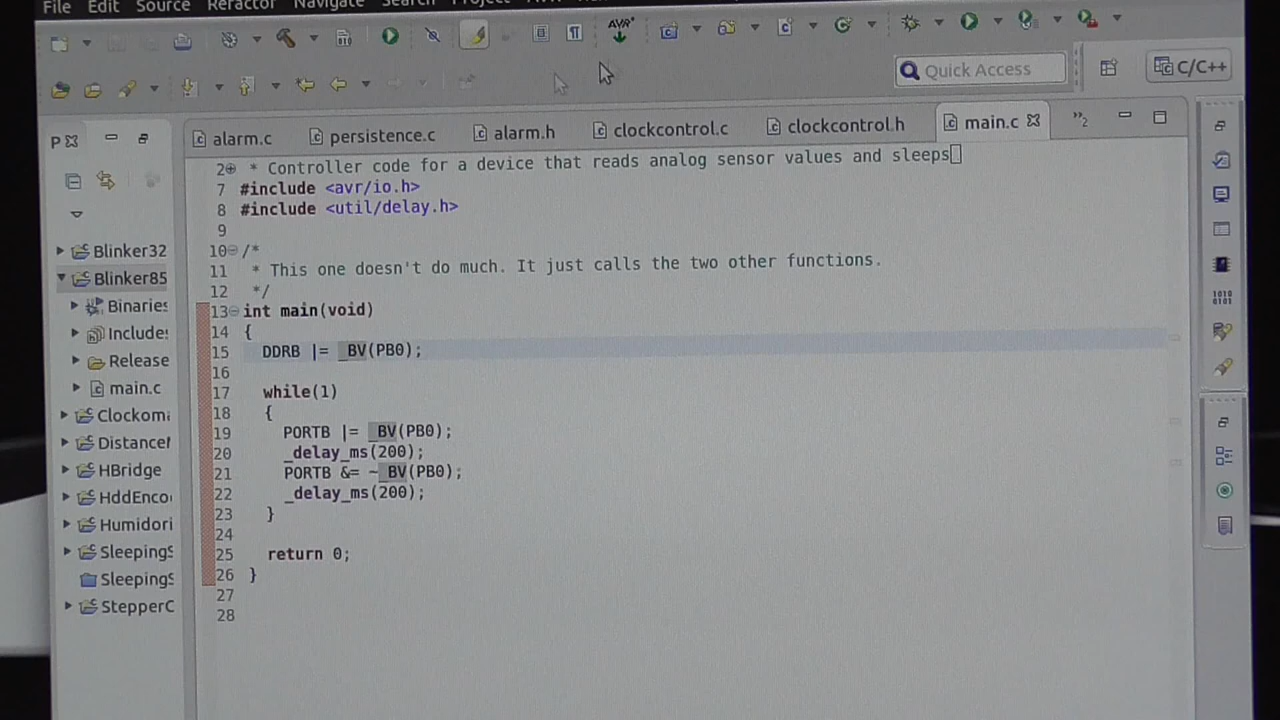 File Edit Source Refactor Navigate Search Project
AVR
Quick Access
C/C++
P
alarm.c persistence.c alarm.h clockcontrol.c clockcontrol.h main.c »2
2 * Controller code for a device that reads analog sensor values and sleeps
7 #include <avr/io.h>
8 #include <util/delay.h>
9
10 /*
11 * This one doesn't do much. It just calls the two other functions.
12 */
13 int main(void)
14 {
15 DDRB |= _BV(PB0);
16
17 while(1)
18 {
19 PORTB |= _BV(PB0);
20 _delay_ms(200);
21 PORTB &= ~_BV(PB0);
22 _delay_ms(200);
23 }
24
25 return 0;
26 }
27
28
Blinker32
Blinker85
Binaries
Includes
Release
main.c
Clockoma
Distance
HBridge
HddEnco
Humidori
SleepingS
SleepingS
StepperC